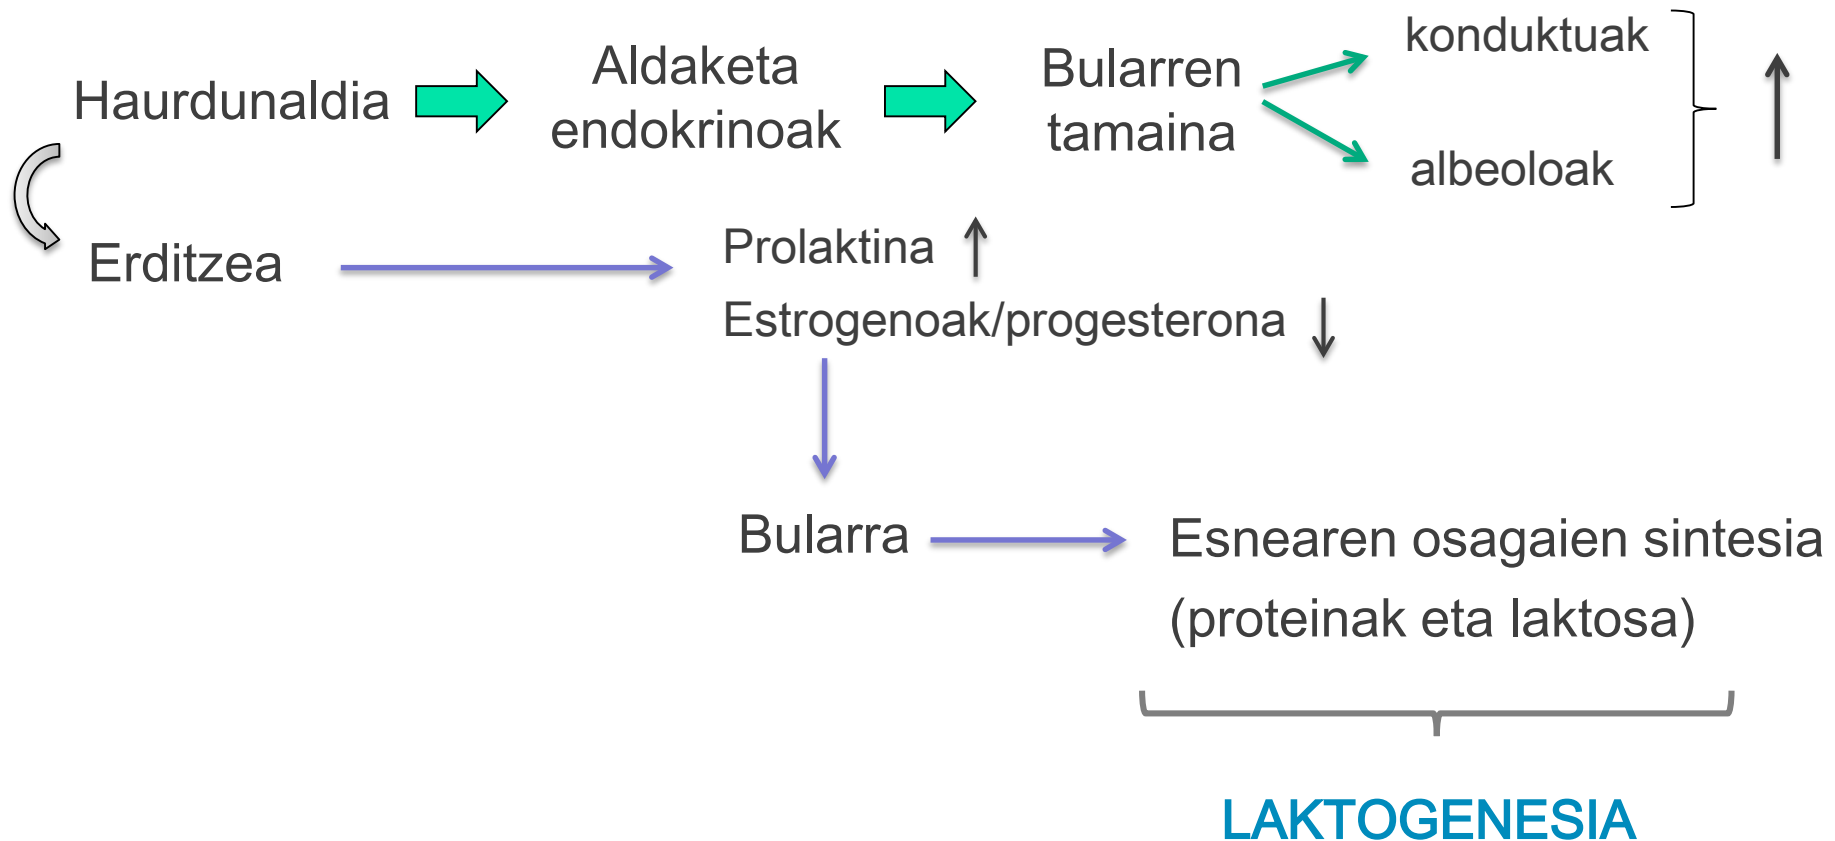 Haurdunaldia
Aldaketa
endokrinoak
Bularren
tamaina
konduktuak
albeoloak
Erditzea
Prolaktina
Estrogenoak/progesterona
Bularra
Esnearen osagaien sintesia
(proteinak eta laktosa)
LAKTOGENESIA